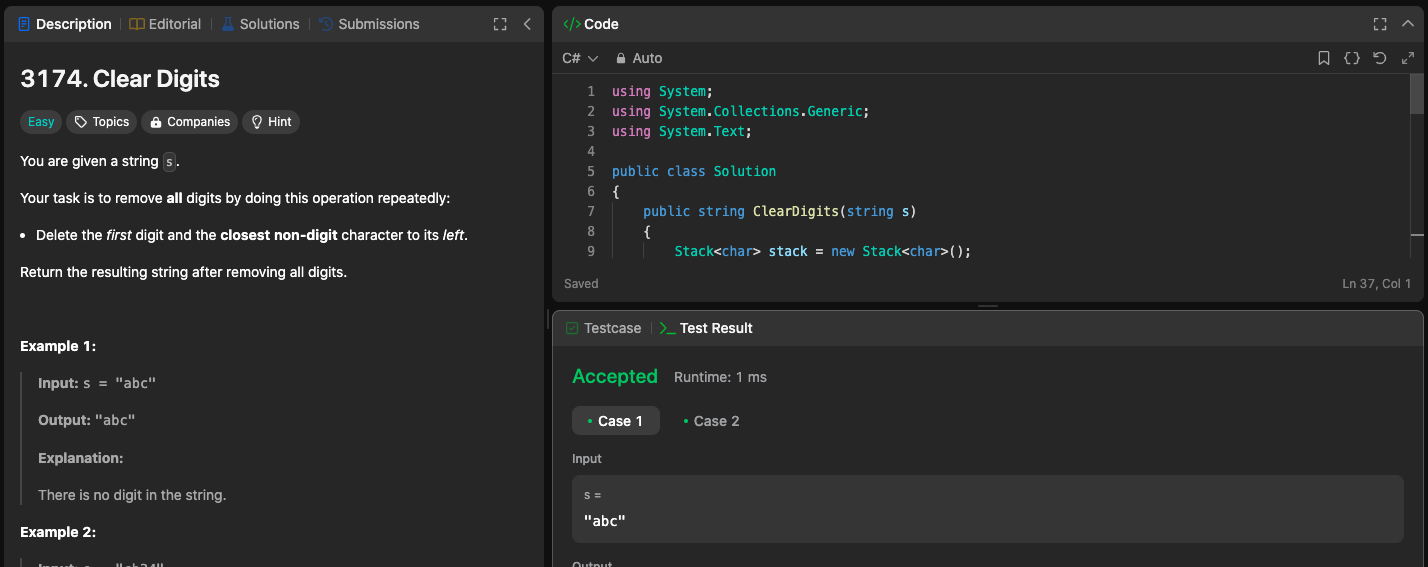 Description | Editorial | Solutions | Submissions
3174. Clear Digits
Easy Topics Companies Hint
You are given a string s.
Your task is to remove all digits by doing this operation repeatedly:
• Delete the first digit and the closest non-digit character to its left.
Return the resulting string after removing all digits.
Example 1:
Input: s = "abc"
Output: "abc"
Explanation:
There is no digit in the string.
Example 2:
</> Code
C# Auto
1 using System;
2 using System.Collections.Generic;
3 using System.Text;
4
5 public class Solution
6 {
7 public string ClearDigits(string s)
8 {
9 Stack<char> stack = new Stack<char>();
Saved Ln 37, Col 1
Testcase | >_ Test Result
Accepted Runtime: 1 ms
• Case 1 • Case 2
Input
s =
"abc"
Output